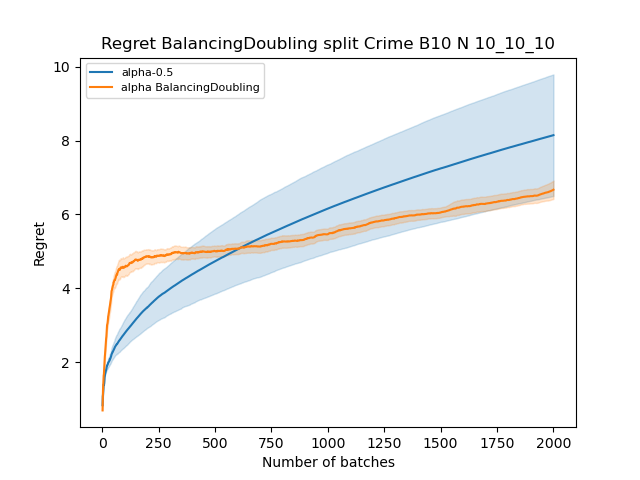 Regret BalancingDoubling split Crime B10 N 10_10_10
alpha-0.5
alpha BalancingDoubling
10
8
6
4
2
Regret
0 250 500 750 1000 1250 1500 1750 2000
Number of batches